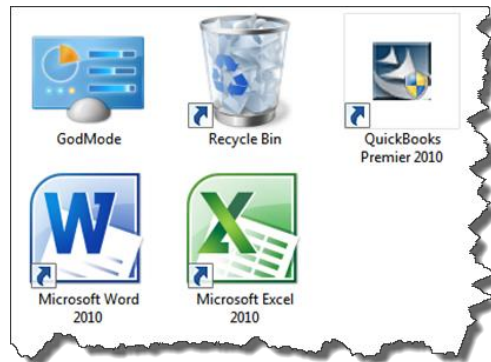 GodMode
Recycle Bin
QuickBooks
Premier 2010
W
X
Microsoft Word
2010
Microsoft Excel
2010